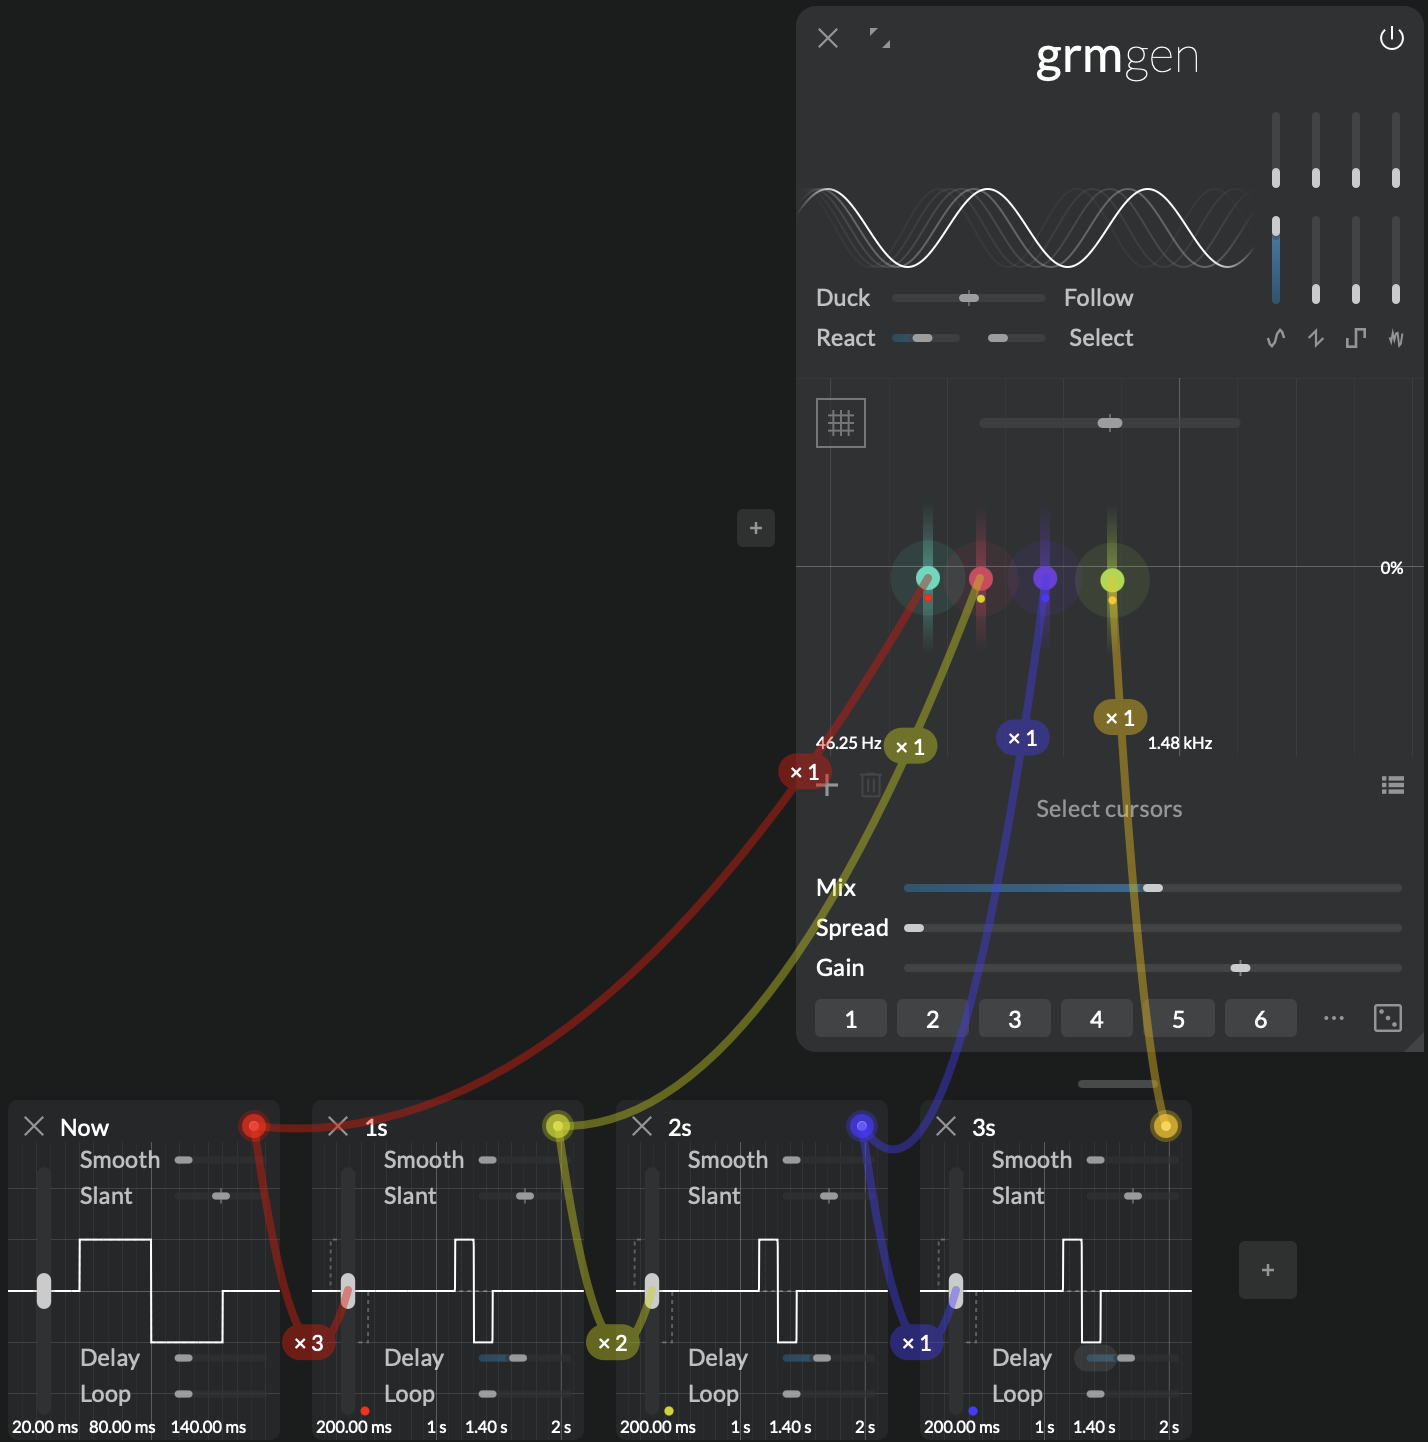 grmgen
Duck Follow
React Select
+
0%
× 1
46.25 Hz × 1 × 1 1.48 kHz
× 1
Select cursors
Mix
Spread
Gain
1 2 3 4 5 6 ...
Now 1s 2s 3s
Smooth Smooth Smooth Smooth
Slant Slant Slant Slant
+
× 3 × 2 × 1
Delay Delay Delay Delay
Loop Loop Loop Loop
20.00 ms 80.00 ms 140.00 ms 200.00 ms 1 s 1.40 s 2 s 200.00 ms 1 s 1.40 s 2 s 200.00 ms 1 s 1.40 s 2 s